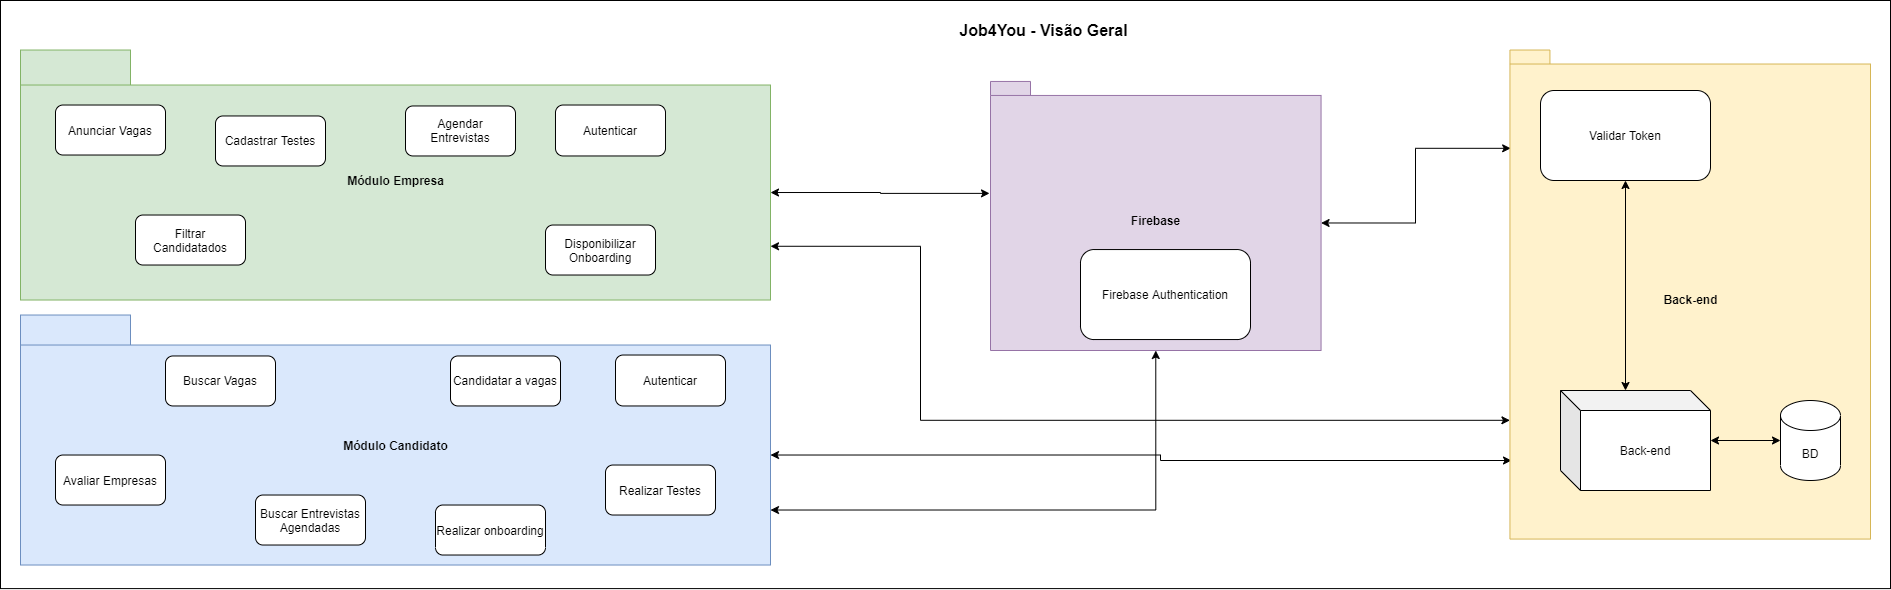 Job4You - Visão Geral
Anunciar Vagas
Cadastrar Testes
Agendar
Entrevistas
Autenticar
Módulo Empresa
Filtrar
Candidatados
Disponibilizar
Onboarding
Buscar Vagas
Candidatar a vagas
Autenticar
Módulo Candidato
Avaliar Empresas
Buscar Entrevistas
Agendadas
Realizar onboarding
Realizar Testes
Firebase
Firebase Authentication
Validar Token
Back-end
Back-end
BD